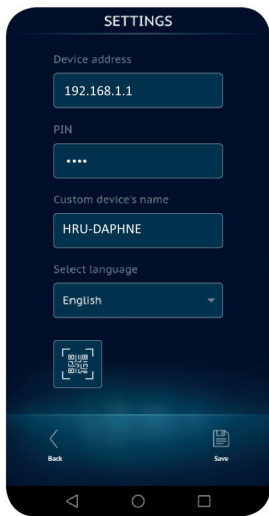 SETTINGS
Device address
192.168.1.1
PIN
••••
Custom device's name
HRU-DAPHNE
Select language
English
Back Save